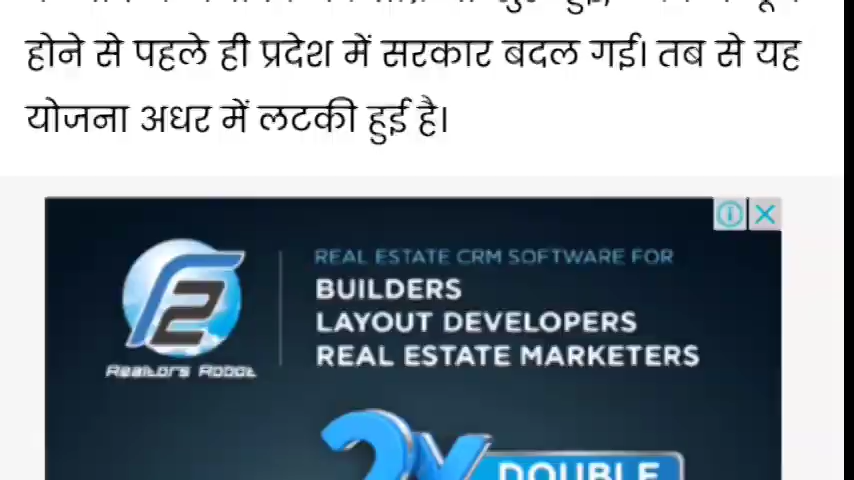 होने से पहले ही प्रदेश में सरकार बदल गई। तब से यह
योजना अधर में लटकी हुई है।
REAL ESTATE CRM SOFTWARE FOR
BUILDERS
LAYOUT DEVELOPERS
REAL ESTATE MARKETERS
Realtors Robot
2X
DOUBLE